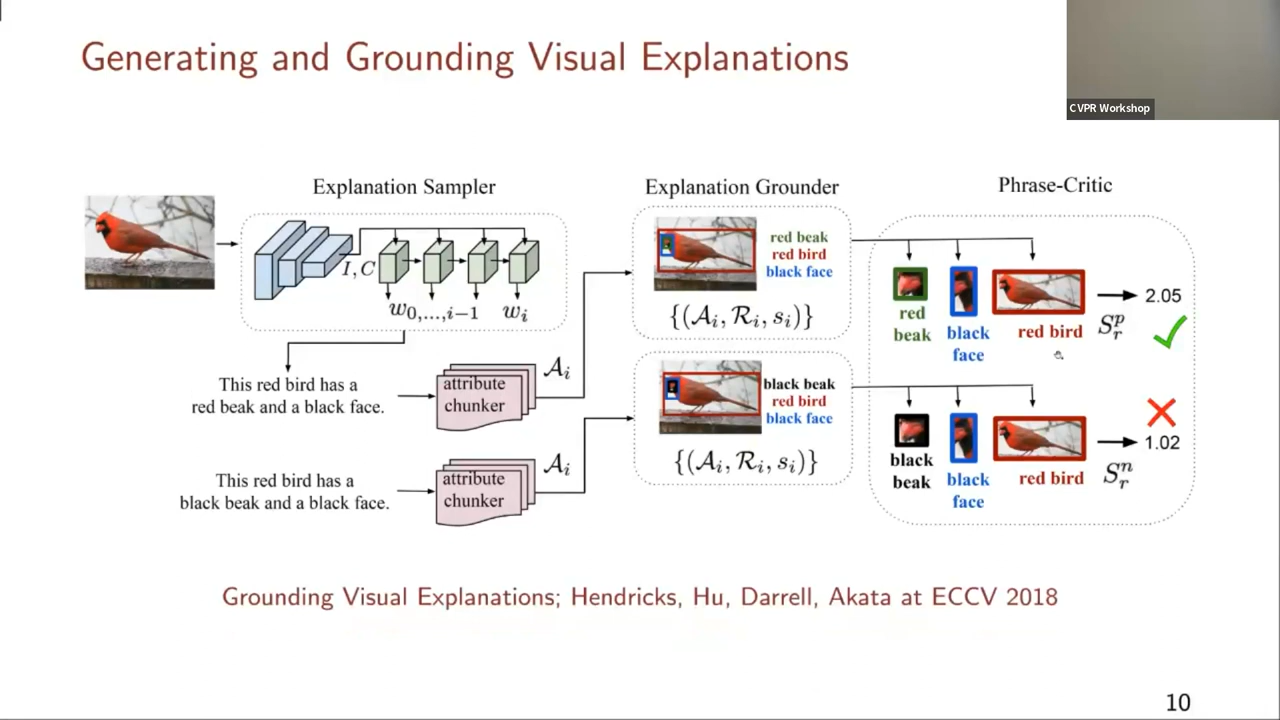 Generating and Grounding Visual Explanations
CVPR Workshop
Explanation Sampler
Explanation Grounder
Phrase-Critic
I, C
w0,...,i−1
wi
This red bird has a
red beak and a black face.
attribute
chunker
Ai
This red bird has a
black beak and a black face.
attribute
chunker
Ai
red beak
red bird
black face
{(Ai, Ri, si)}
black beak
red bird
black face
{(Ai, Ri, si)}
red
beak
black
face
red bird
S^p_r
2.05
black
beak
black
face
red bird
S^n_r
1.02
Grounding Visual Explanations; Hendricks, Hu, Darrell, Akata at ECCV 2018
10